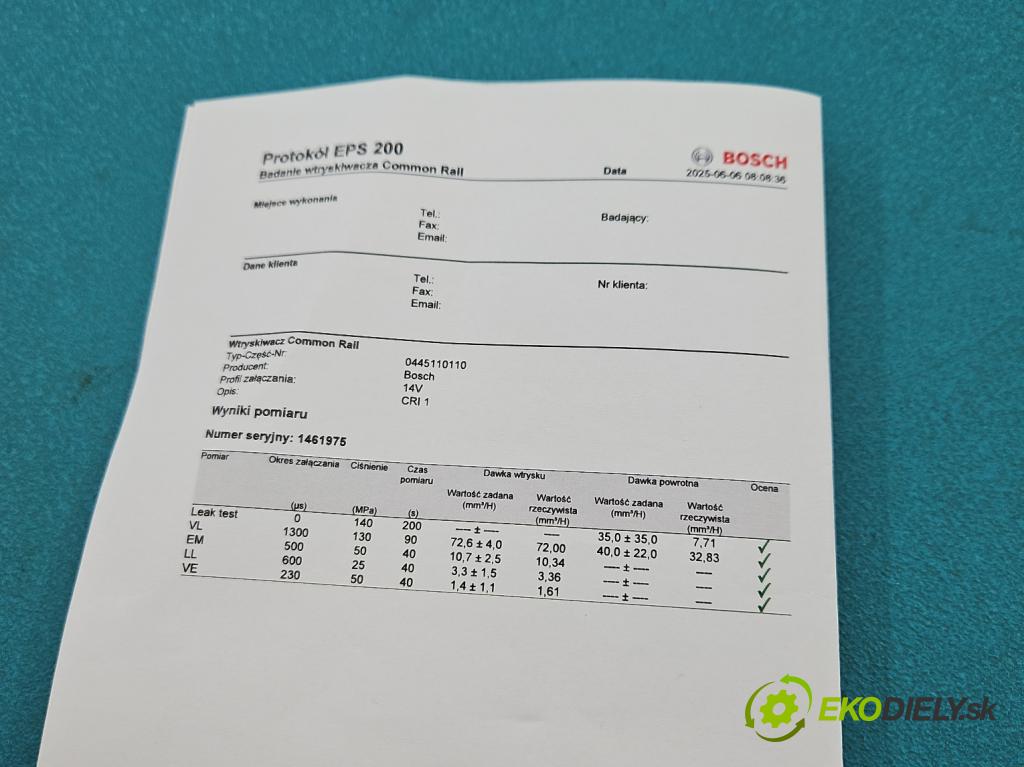 Protokół EPS 200
BOSCH
Badanie wtryskiwacza Common Rail Data 2025-06-06 08:08:36
Miejsce wykonania
Tel.: Badający:
Fax:
Email:
Dane klienta
Tel.: Nr klienta:
Fax:
Email:
Wtryskiwacz Common Rail
Typ-Część-Nr: 0445110110
Producent: Bosch
Profil załączania: 14V
Opis: CRI 1
Wyniki pomiaru
Numer seryjny: 1461975
Pomiar Okres załączania Ciśnienie Czas pomiaru Dawka wtrysku Dawka powrotna Ocena
Wartość zadana Wartość rzeczywista Wartość zadana Wartość rzeczywista
(µs) (MPa) (s) (mm³/H) (mm³/H) (mm³/H) (mm³/H)
Leak test 0 140 200 ---- ± ---- ---- 35,0 ± 35,0 7,71 ✓
VL 1300 130 90 72,6 ± 4,0 72,00 40,0 ± 22,0 32,83 ✓
EM 500 50 40 10,7 ± 2,5 10,34 ---- ± ---- ---- ✓
LL 600 25 40 3,3 ± 1,5 3,36 ---- ± ---- ---- ✓
VE 230 50 40 1,4 ± 1,1 1,61 ---- ± ---- ---- ✓
EKODIELY.sk